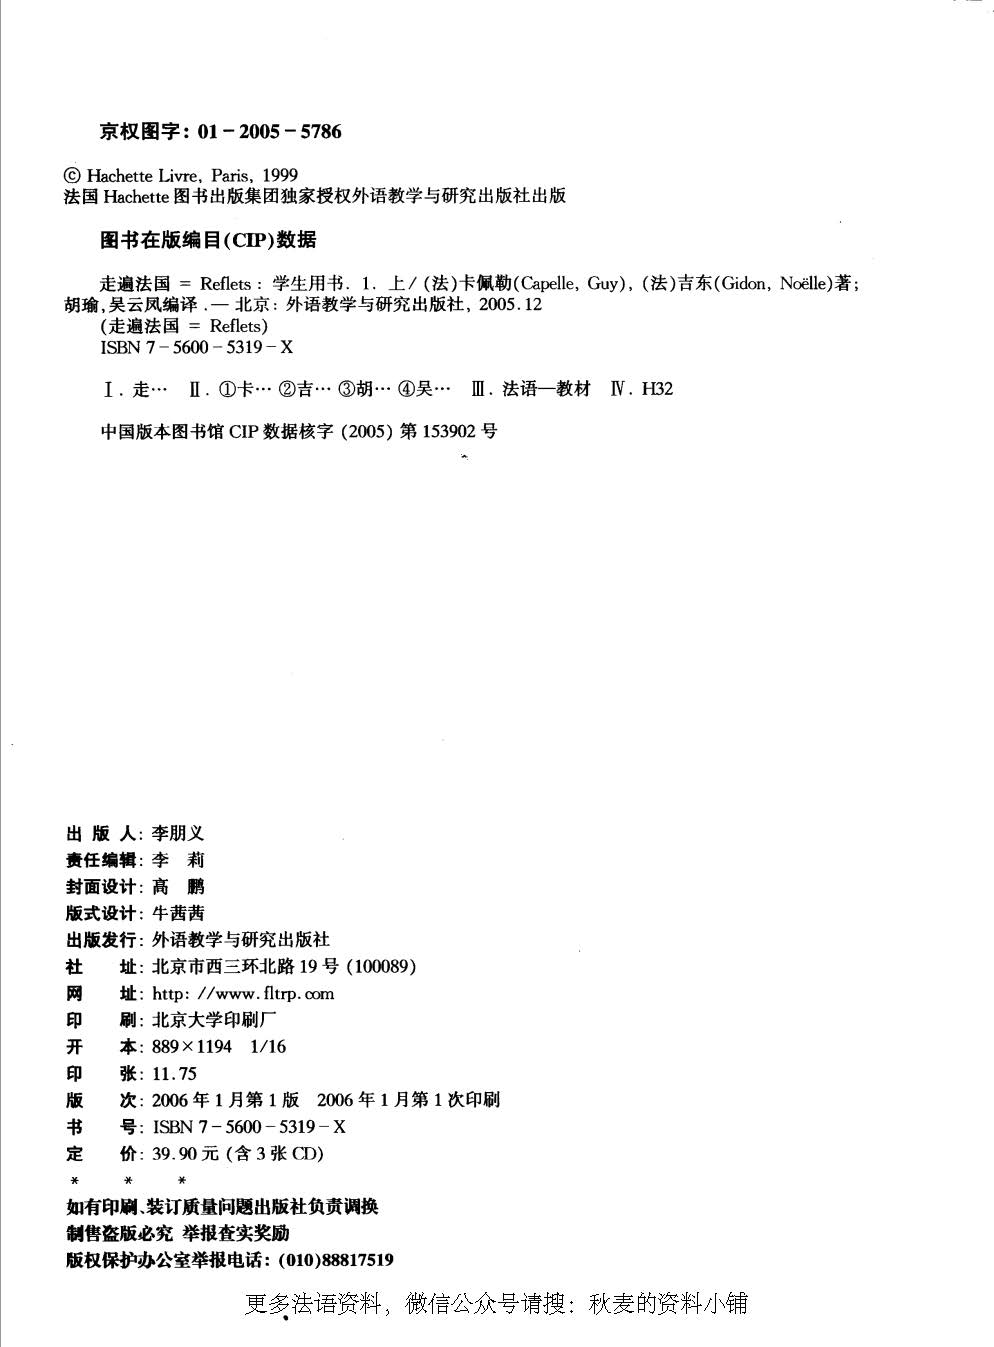 京权图字: 01-2005-5786
© Hachette Livre, Paris, 1999
法国 Hachette 图书出版集团独家授权外语教学与研究出版社出版
图书在版编目(CIP)数据
走遍法国 = Reflets: 学生用书. 1. 上/ (法)卡佩勒(Capelle, Guy), (法)吉东(Gidon, Noëlle)著;
胡瑜,吴云凤编译 .— 北京: 外语教学与研究出版社, 2005.12
(走遍法国 = Reflets)
ISBN 7-5600-5319-X
Ⅰ. 走… Ⅱ. ①卡… ②吉… ③胡… ④吴… Ⅲ. 法语—教材 Ⅳ. H32
中国版本图书馆 CIP 数据核字 (2005) 第 153902 号
出 版 人: 李朋义
责任编辑: 李 莉
封面设计: 高 鹏
版式设计: 牛茜茜
出版发行: 外语教学与研究出版社
社 址: 北京市西三环北路 19 号 (100089)
网 址: http: //www.fltrp.com
印 刷: 北京大学印刷厂
开 本: 889×1194 1/16
印 张: 11.75
版 次: 2006 年 1 月第 1 版 2006 年 1 月第 1 次印刷
书 号: ISBN 7-5600-5319-X
定 价: 39.90 元 (含 3 张 CD)
* * *
如有印刷、装订质量问题出版社负责调换
制售盗版必究 举报查实奖励
版权保护办公室举报电话: (010)88817519
更多法语资料，微信公众号请搜：秋麦的资料小铺